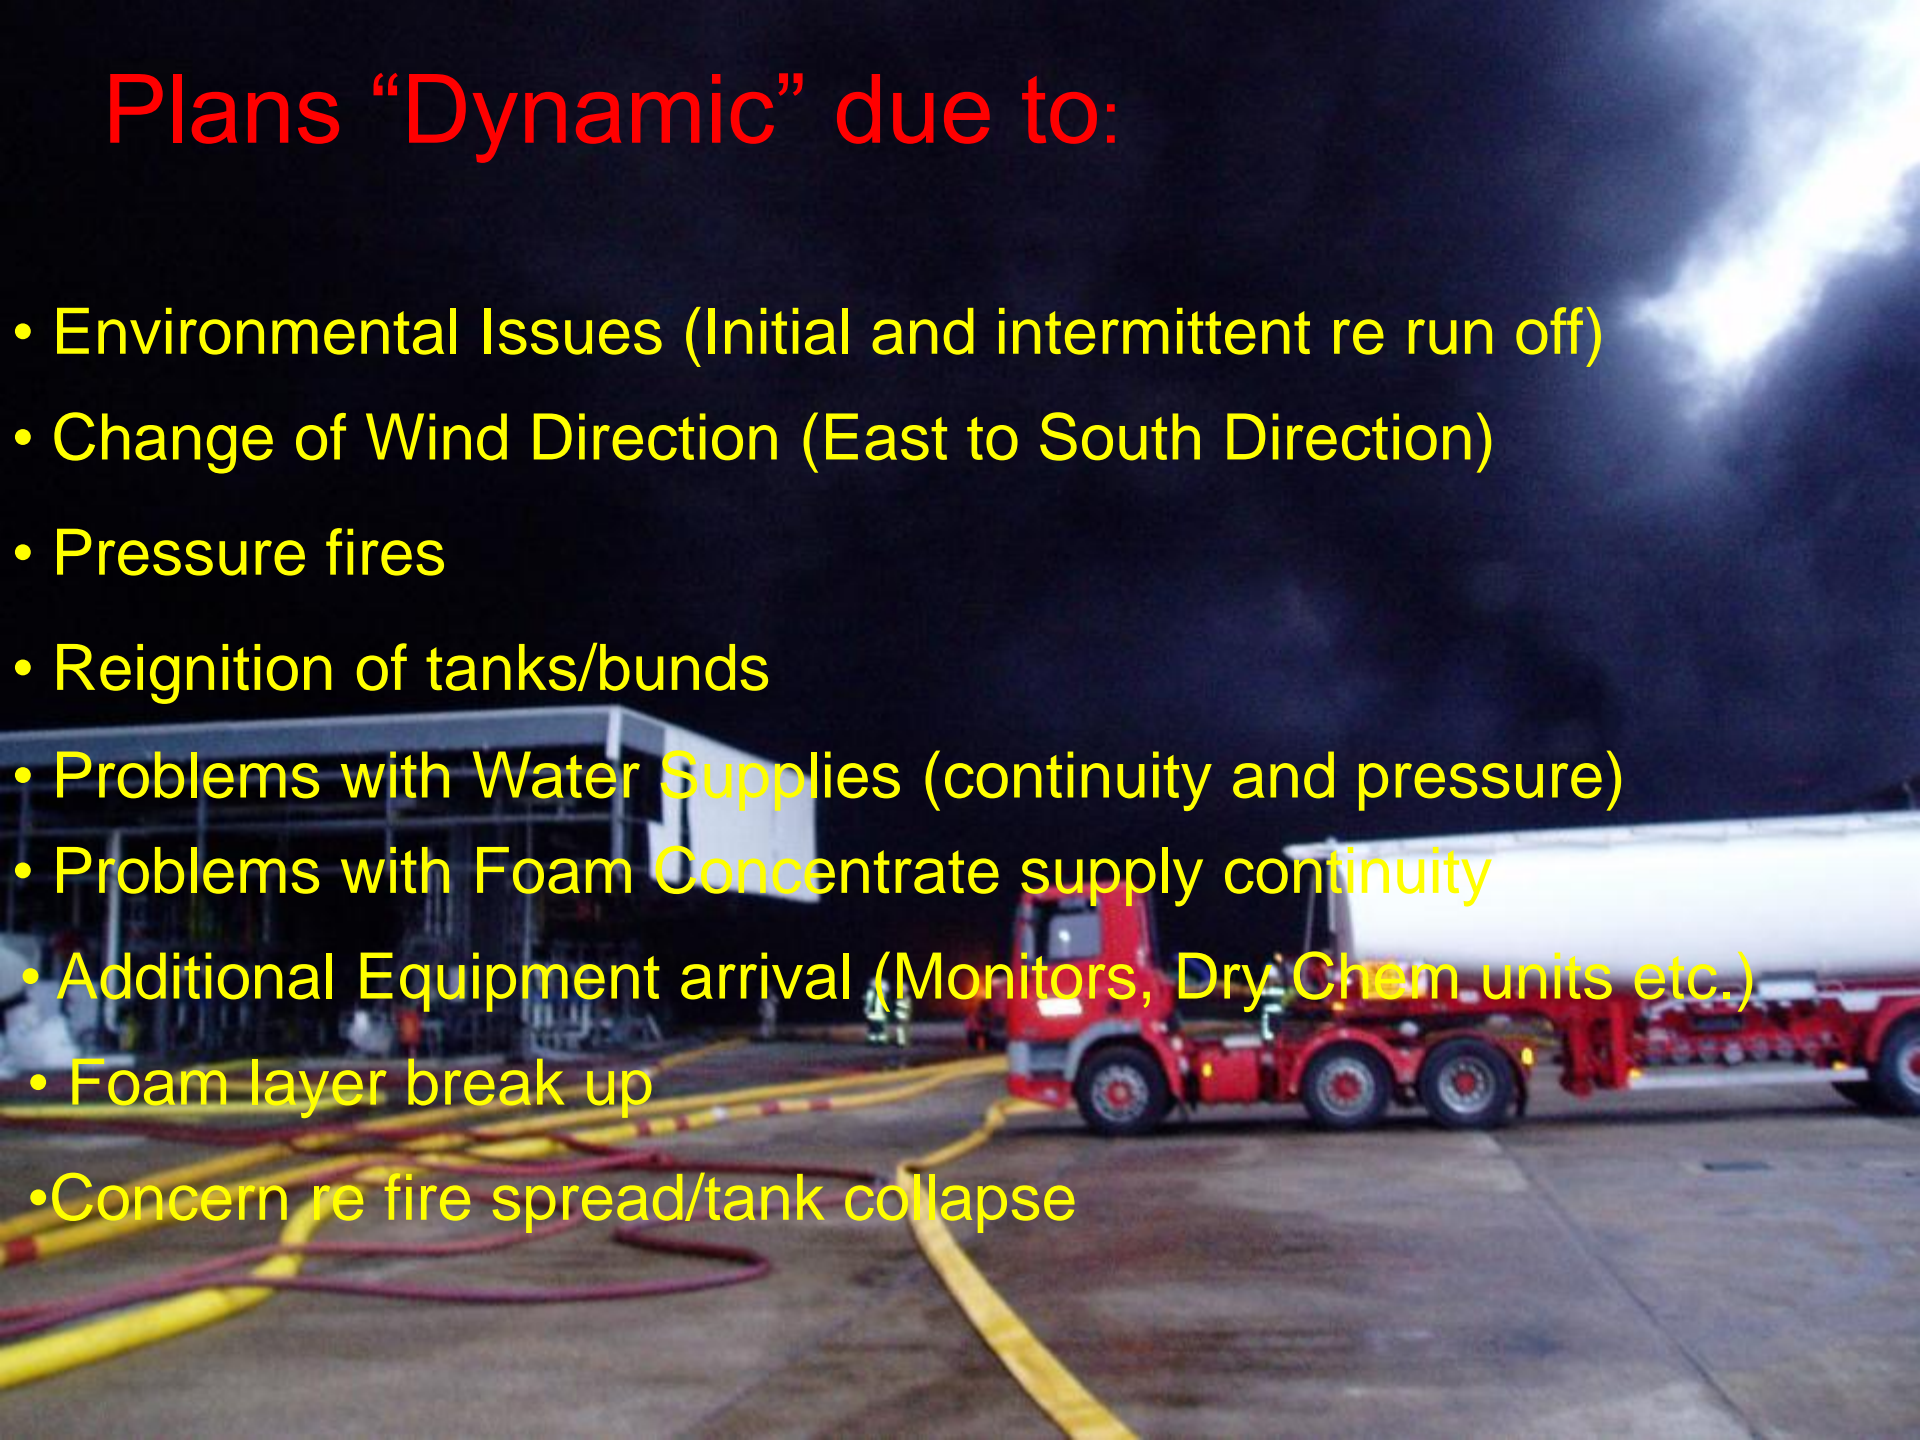 Plans “Dynamic” due to:
• Environmental Issues (Initial and intermittent re run off)
• Change of Wind Direction (East to South Direction)
• Pressure fires
• Reignition of tanks/bunds
• Problems with Water Supplies (continuity and pressure)
• Problems with Foam Concentrate supply continuity
• Additional Equipment arrival (Monitors, Dry Chem units etc.)
• Foam layer break up
•Concern re fire spread/tank collapse